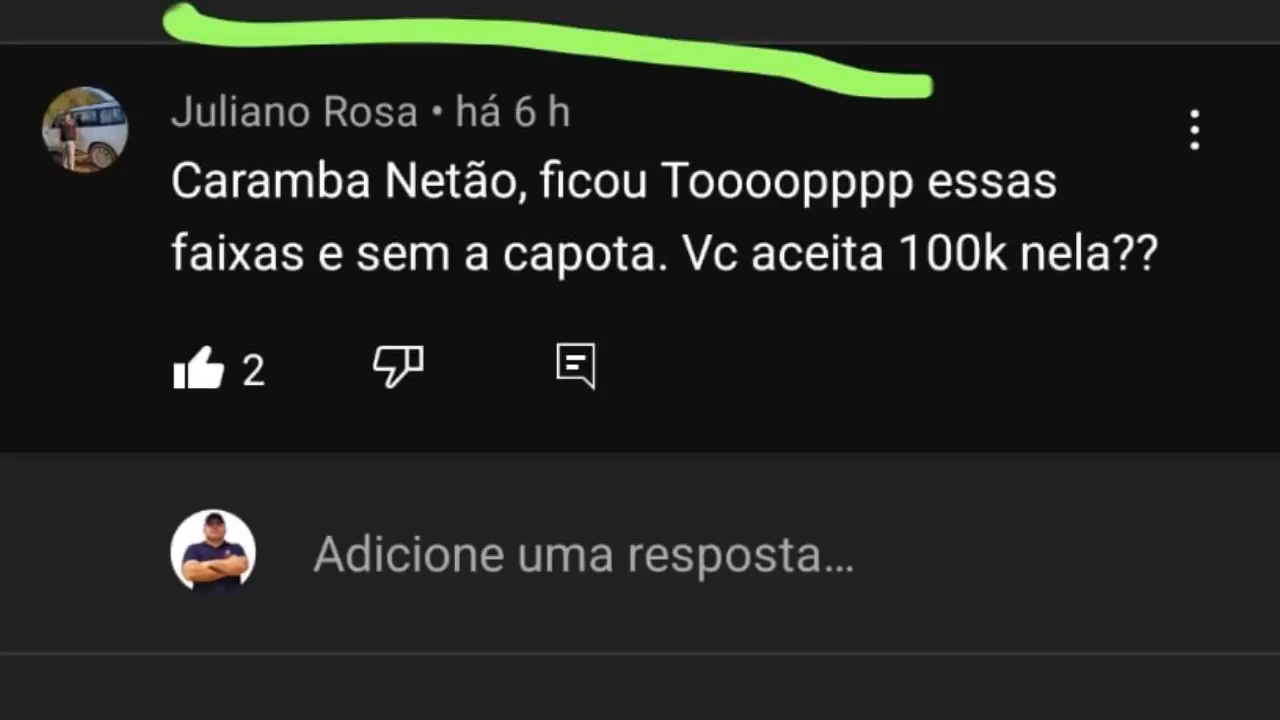 Juliano Rosa • há 6 h
Caramba Netão, ficou Toooopppp essas
faixas e sem a capota. Vc aceita 100k nela??
2
Adicione uma resposta...